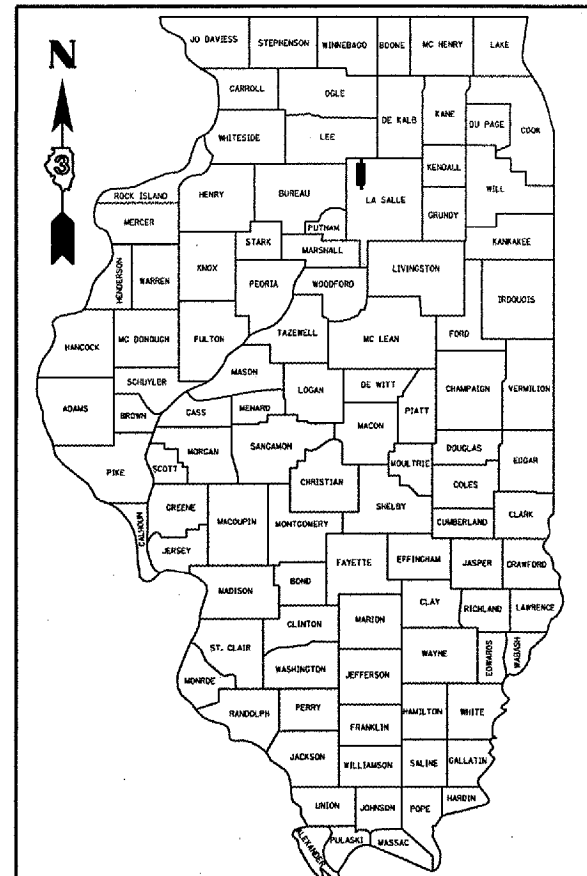 JO DAVIESS STEPHENSON WINNEBAGO BOONE MC HENRY LAKE
N
CARROLL OGLE DE KALB KANE DU PAGE COOK
WHITESIDE LEE
3
KENDALL WILL
ROCK ISLAND HENRY BUREAU LA SALLE GRUNDY
MERCER PUTNAM
STARK MARSHALL KANKAKEE
HENDERSON WARREN KNOX PEORIA WOODFORD LIVINGSTON IROQUOIS
HANCOCK MC DONOUGH FULTON TAZEWELL MC LEAN FORD
MASON
SCHUYLER LOGAN DE WITT CHAMPAIGN VERMILION
ADAMS BROWN CASS MENARD MACON PIATT
SANGAMON DOUGLAS EDGAR
PIKE SCOTT MORGAN CHRISTIAN MOULTRIE COLES
GREENE MACOUPIN MONTGOMERY SHELBY CUMBERLAND CLARK
CALHOUN JERSEY
FAYETTE EFFINGHAM JASPER CRAWFORD
MADISON BOND CLAY RICHLAND LAWRENCE
CLINTON MARION
ST. CLAIR WAYNE EDWARDS WABASH
WASHINGTON JEFFERSON
MONROE
RANDOLPH PERRY HAMILTON WHITE
FRANKLIN
JACKSON WILLIAMSON SALINE GALLATIN
UNION JOHNSON POPE HARDIN
ALEXANDER PULASKI MASSAC